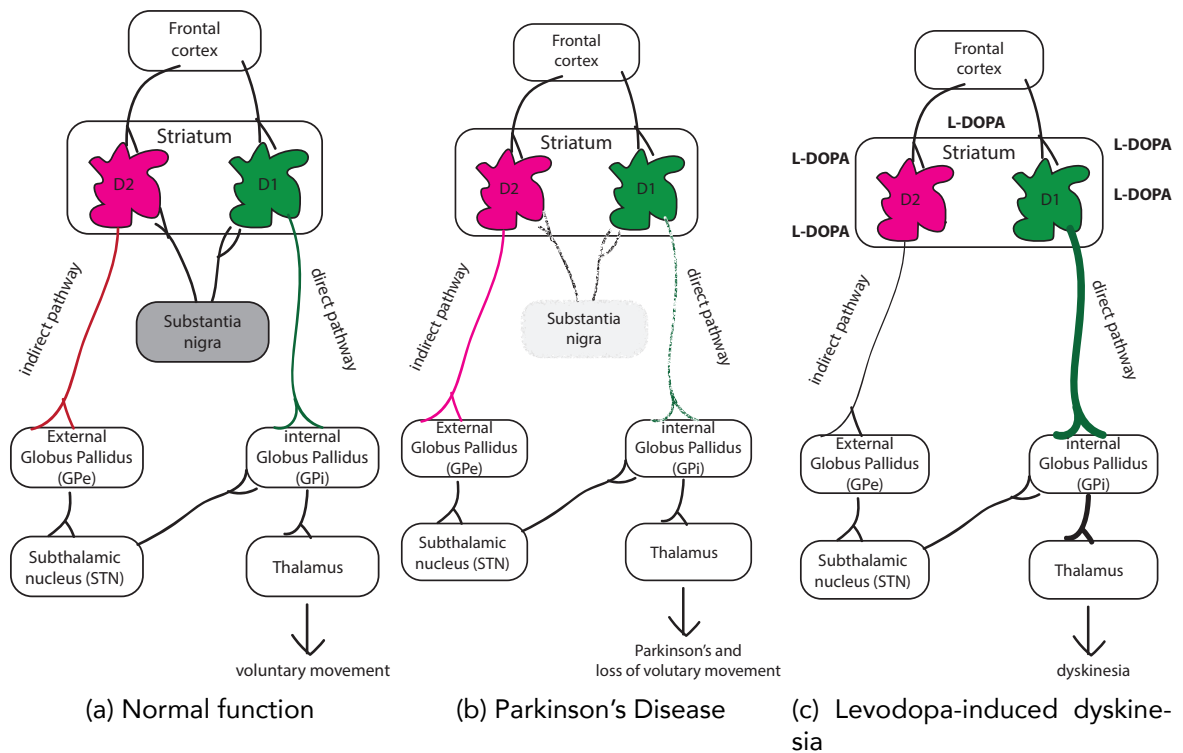 Frontal
cortex
Striatum
D2
D1
indirect pathway
direct pathway
Substantia
nigra
External
Globus Pallidus
(GPe)
internal
Globus Pallidus
(GPi)
Subthalamic
nucleus (STN)
Thalamus
voluntary movement
(a) Normal function
Frontal
cortex
Striatum
D2
D1
indirect pathway
direct pathway
Substantia
nigra
External
Globus Pallidus
(GPe)
internal
Globus Pallidus
(GPi)
Subthalamic
nucleus (STN)
Thalamus
Parkinson's and
loss of volutary movement
(b) Parkinson's Disease
Frontal
cortex
L-DOPA
L-DOPA
L-DOPA
Striatum
D2
D1
L-DOPA
L-DOPA
indirect pathway
direct pathway
External
Globus Pallidus
(GPe)
internal
Globus Pallidus
(GPi)
Subthalamic
nucleus (STN)
Thalamus
dyskinesia
(c) Levodopa-induced dyskine-
sia